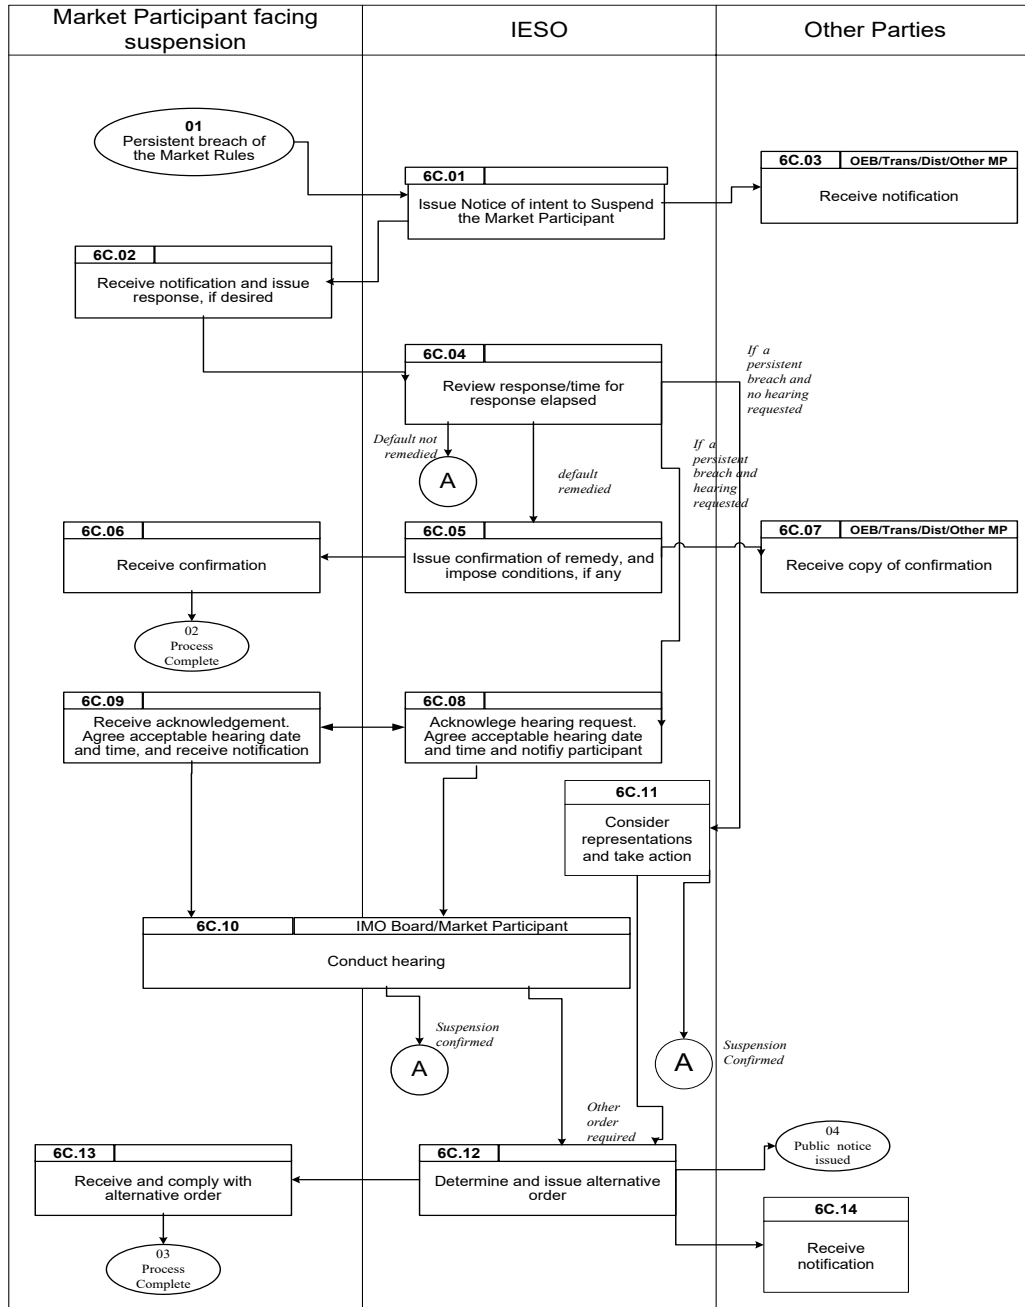 Market Participant facing
suspension
IESO
Other Parties
01
Persistent breach of
the Market Rules
6C.01
Issue Notice of intent to Suspend
the Market Participant
6C.03 OEB/Trans/Dist/Other MP
Receive notification
6C.02
Receive notification and issue
response, if desired
6C.04
Review response/time for
response elapsed
If a
persistent
breach and
no hearing
requested
Default not
remedied
A
default
remedied
If a
persistent
breach and
hearing
requested
6C.06
Receive confirmation
6C.05
Issue confirmation of remedy, and
impose conditions, if any
6C.07 OEB/Trans/Dist/Other MP
Receive copy of confirmation
02
Process
Complete
6C.09
Receive acknowledgement.
Agree acceptable hearing date
and time, and receive notification
6C.08
Acknowlege hearing request.
Agree acceptable hearing date
and time and notifiy participant
6C.11
Consider
representations
and take action
6C.10 IMO Board/Market Participant
Conduct hearing
Suspension
confirmed
A
A
Suspension
Confirmed
Other
order
required
04
Public notice
issued
6C.13
Receive and comply with
alternative order
6C.12
Determine and issue alternative
order
6C.14
Receive
notification
03
Process
Complete